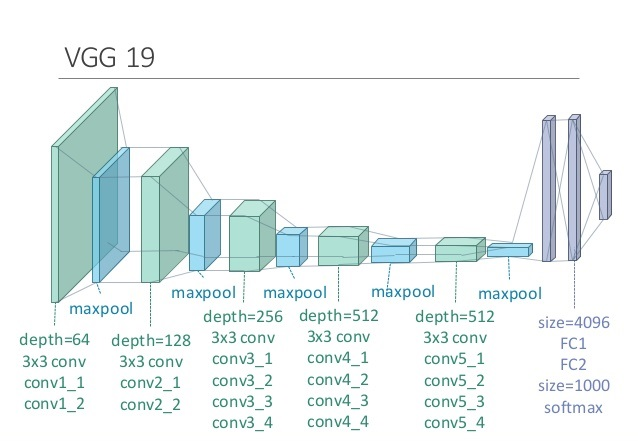 VGG 19
maxpool
maxpool
maxpool
maxpool
maxpool
depth=64
3x3 conv
conv1_1
conv1_2
depth=128
3x3 conv
conv2_1
conv2_2
depth=256
3x3 conv
conv3_1
conv3_2
conv3_3
conv3_4
depth=512
3x3 conv
conv4_1
conv4_2
conv4_3
conv4_4
depth=512
3x3 conv
conv5_1
conv5_2
conv5_3
conv5_4
size=4096
FC1
FC2
size=1000
softmax